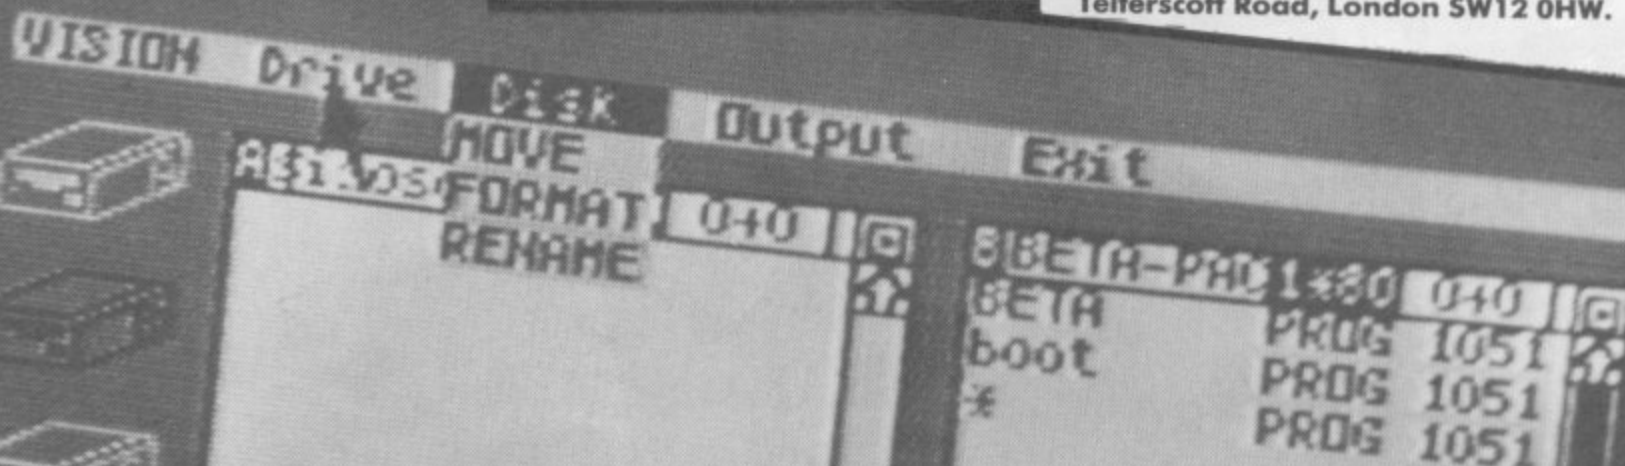 Telferscott Road, London SW12 0HW.
VISION Drive Disk Output Exit
MOVE
FORMAT
RENAME
040
BETA-PAC 1*80 040
BETA PROG 1051
boot PROG 1051
* PROG 1051